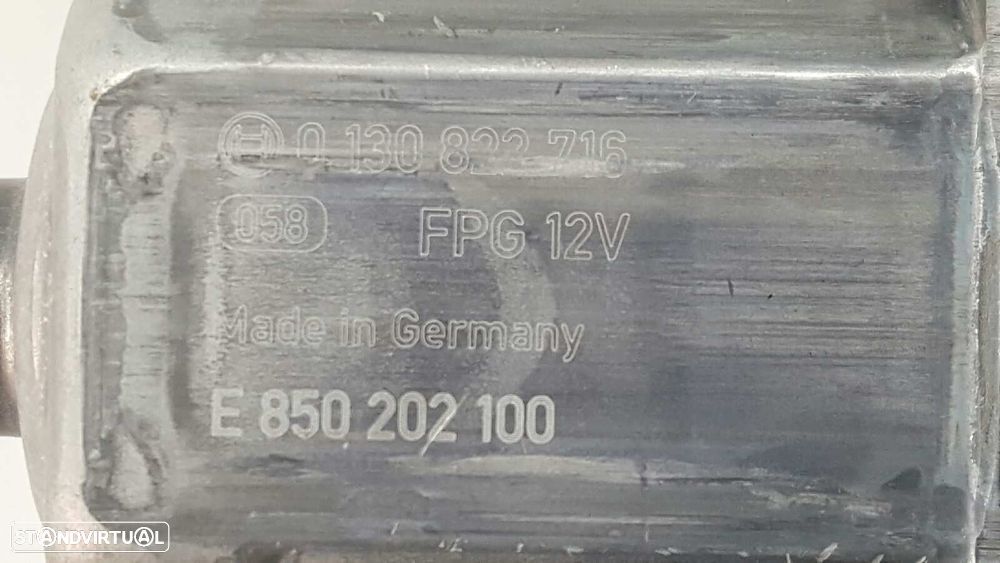 0 130 822 716
058 FPG 12V
Made in Germany
E 850 202 100
STANDVIRTUAL